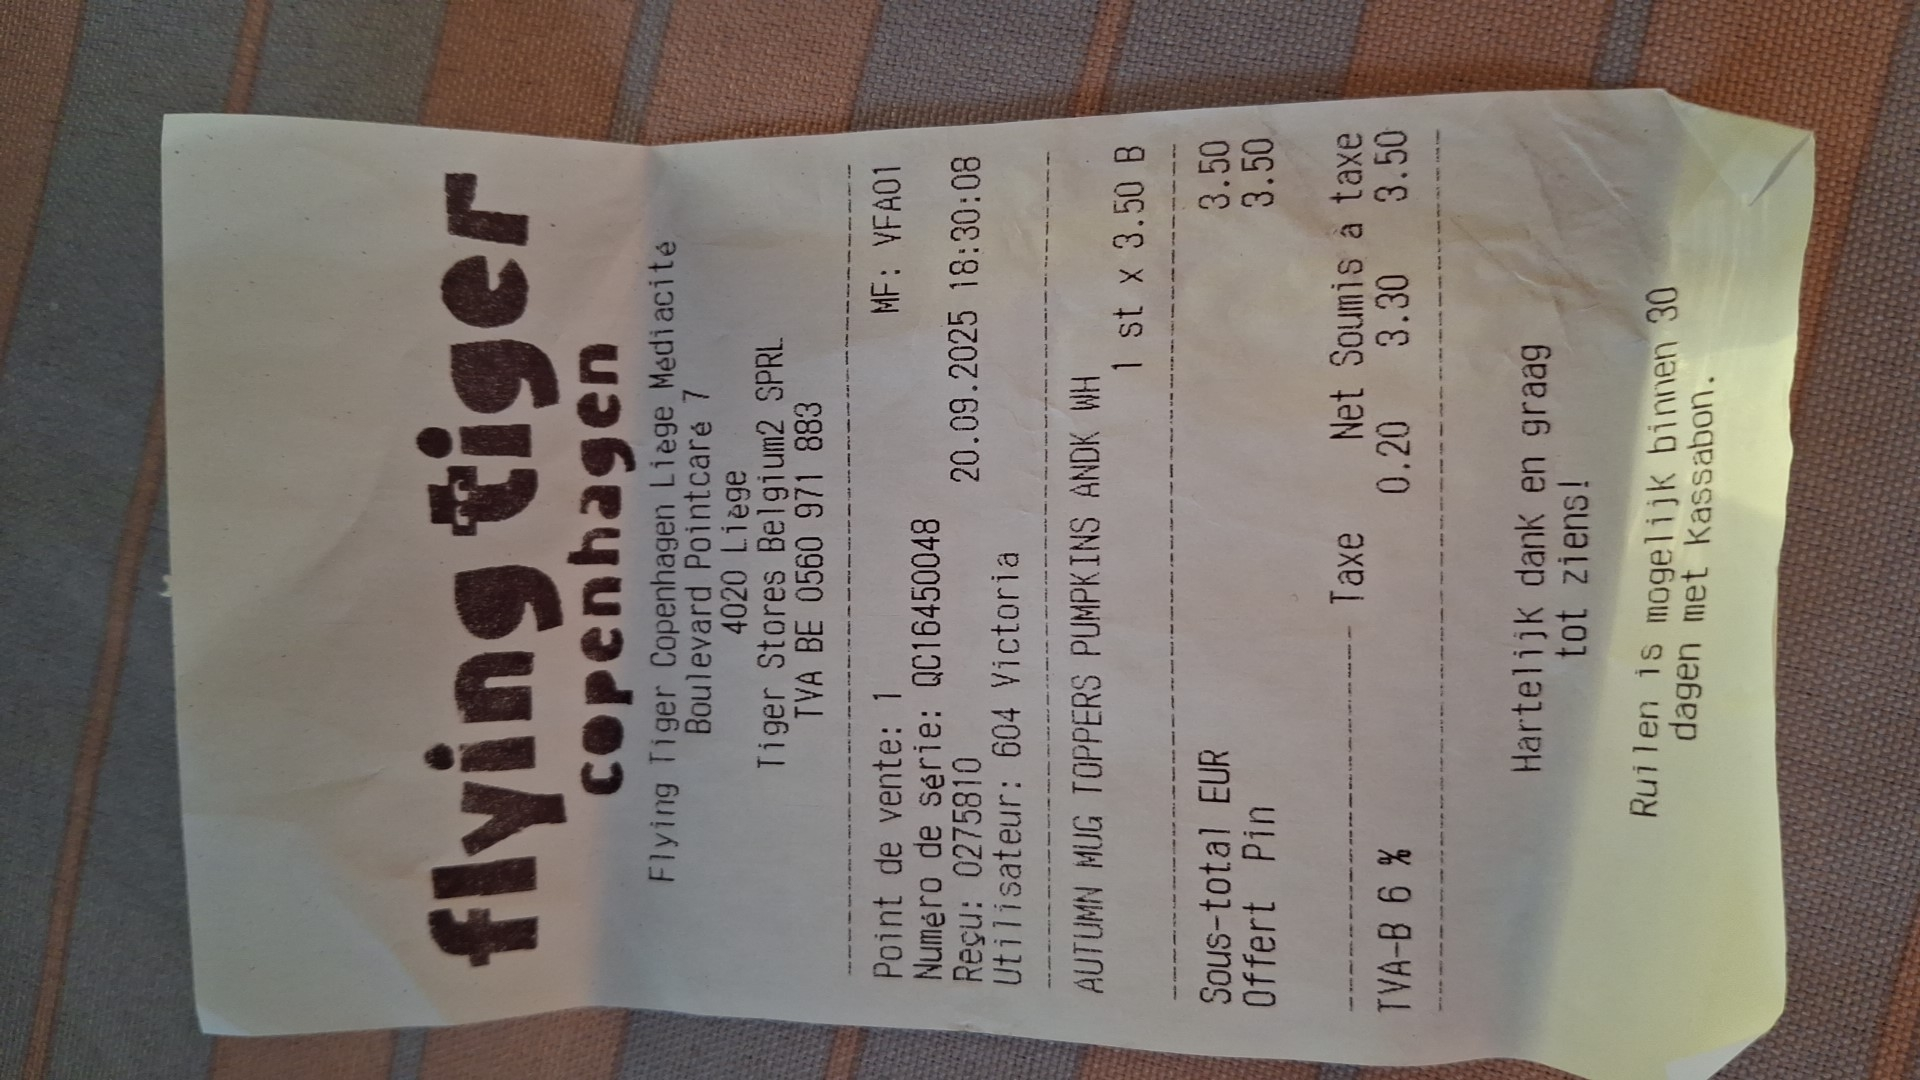 flying tiger
copenhagen
Flying Tiger Copenhagen Liège Médiacité
Boulevard Pointcaré 7
4020 Liège
Tiger Stores Belgium2 SPRL
TVA BE 0560 971 883
Point de vente: 1 MF: VFA01
Numéro de série: QC16450048
Reçu: 0275810 20.09.2025 18:30:08
Utilisateur: 604 Victoria
AUTUMN MUG TOPPERS PUMPKINS ANDK WH
1 st x 3.50 B
Sous-total EUR 3.50
Offert Pin 3.50
Taxe Net Soumis à taxe
TVA-B 6 % 0.20 3.30 3.50
Hartelijk dank en graag
tot ziens!
Ruilen is mogelijk binnen 30
dagen met kassabon.